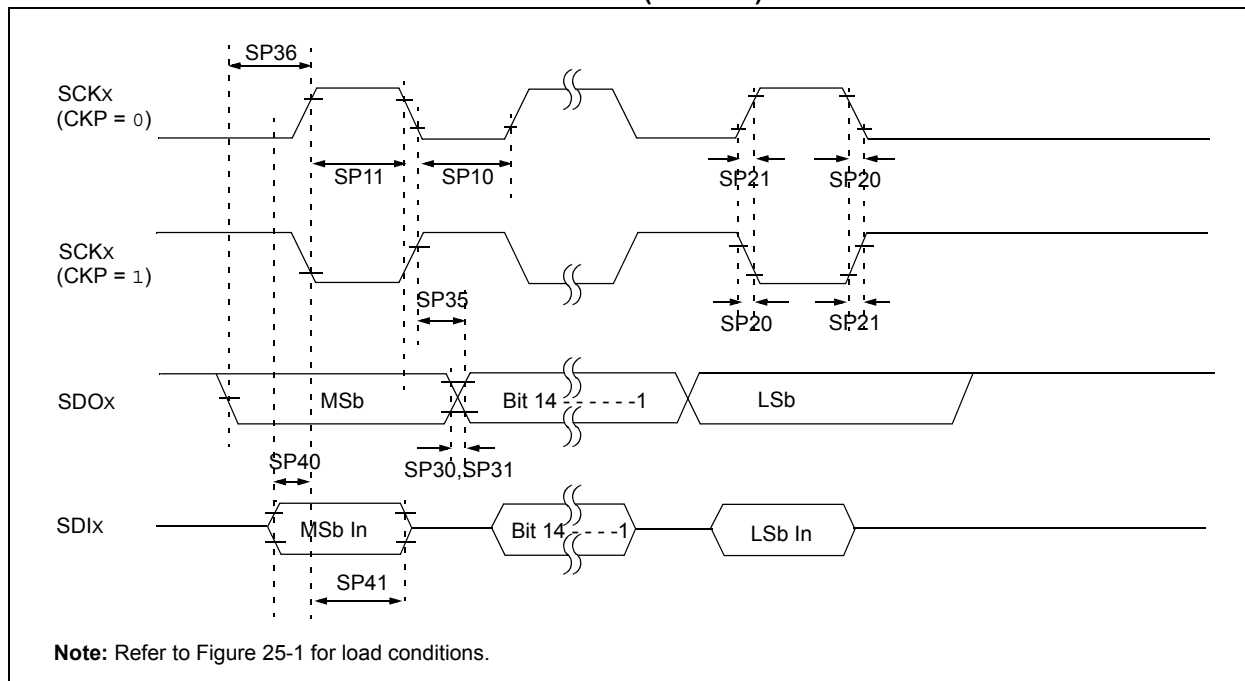 SP36
SCKx
(CKP = 0)
SP11
SP10
SP21
SP20
SCKx
(CKP = 1)
SP35
SP20
SP21
SDOx
MSb
Bit 14 - - - - - -1
LSb
SP40
SP30,SP31
SDIx
MSb In
Bit 14 - - - -1
LSb In
SP41
Note: Refer to Figure 25-1 for load conditions.